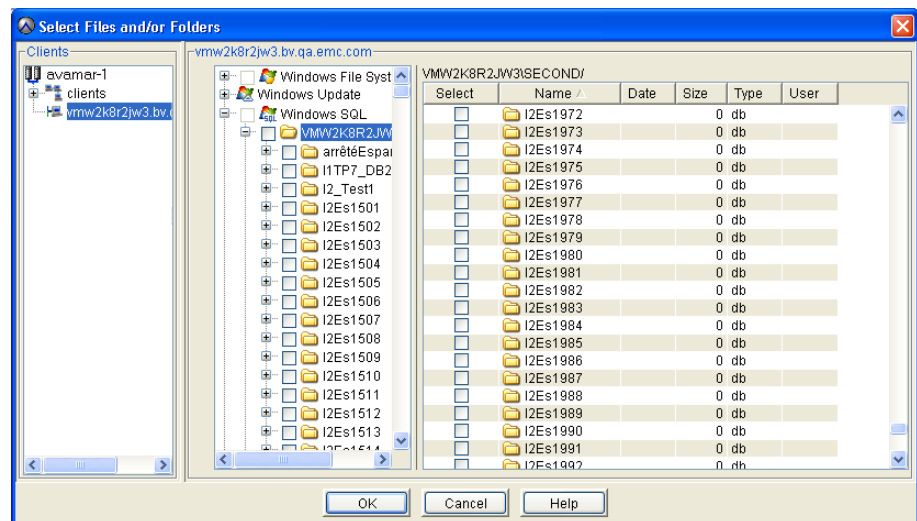 Select Files and/or Folders
Clients
avamar-1
clients
vmw2k8r2jw3.bv.
vmw2k8r2jw3.bv.qa.emc.com
Windows File Syst
Windows Update
Windows SQL
VMW2K8R2JW
arrêtéEspa
I1TP7_DB2
I2_Test1
I2Es1501
I2Es1502
I2Es1503
I2Es1504
I2Es1505
I2Es1506
I2Es1507
I2Es1508
I2Es1509
I2Es1510
I2Es1511
I2Es1512
I2Es1513
I2Es1514
VMW2K8R2JW3\SECOND/
Select Name Date Size Type User
I2Es1972 0 db
I2Es1973 0 db
I2Es1974 0 db
I2Es1975 0 db
I2Es1976 0 db
I2Es1977 0 db
I2Es1978 0 db
I2Es1979 0 db
I2Es1980 0 db
I2Es1981 0 db
I2Es1982 0 db
I2Es1983 0 db
I2Es1984 0 db
I2Es1985 0 db
I2Es1986 0 db
I2Es1987 0 db
I2Es1988 0 db
I2Es1989 0 db
I2Es1990 0 db
I2Es1991 0 db
I2Es1992 0 db
OK Cancel Help